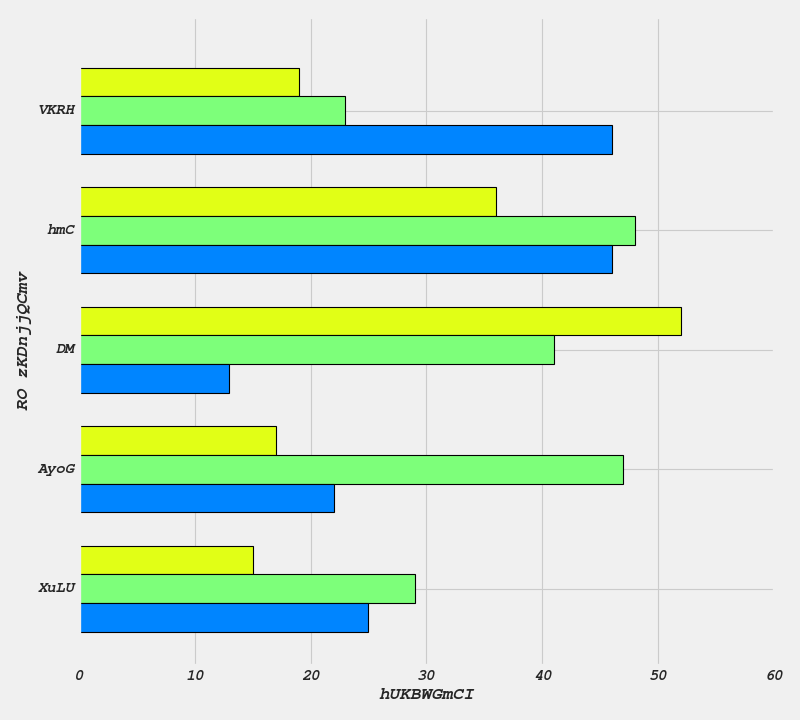 VKRH
hmC
DM
AyoG
XuLU
RO zKDnjjQCmv
0 10 20 30 40 50 60
hUKBWGmCI